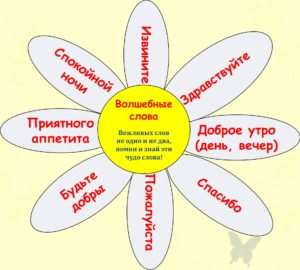 Волшебные
слова
Вежливых слов
не одно и не два,
помни и знай эти
чудо слова!
Извините
Здравствуйте
Доброе утро
(день, вечер)
Спасибо
Пожалуйста
Будьте
добры
Приятного
аппетита
Спокойной
ночи